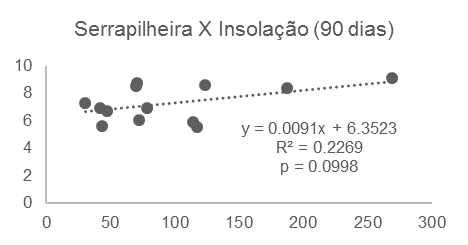 Serrapilheira X Insolação (90 dias)
10
8
6
4
2
0
y = 0.0091x + 6.3523
R² = 0.2269
p = 0.0998
0 50 100 150 200 250 300